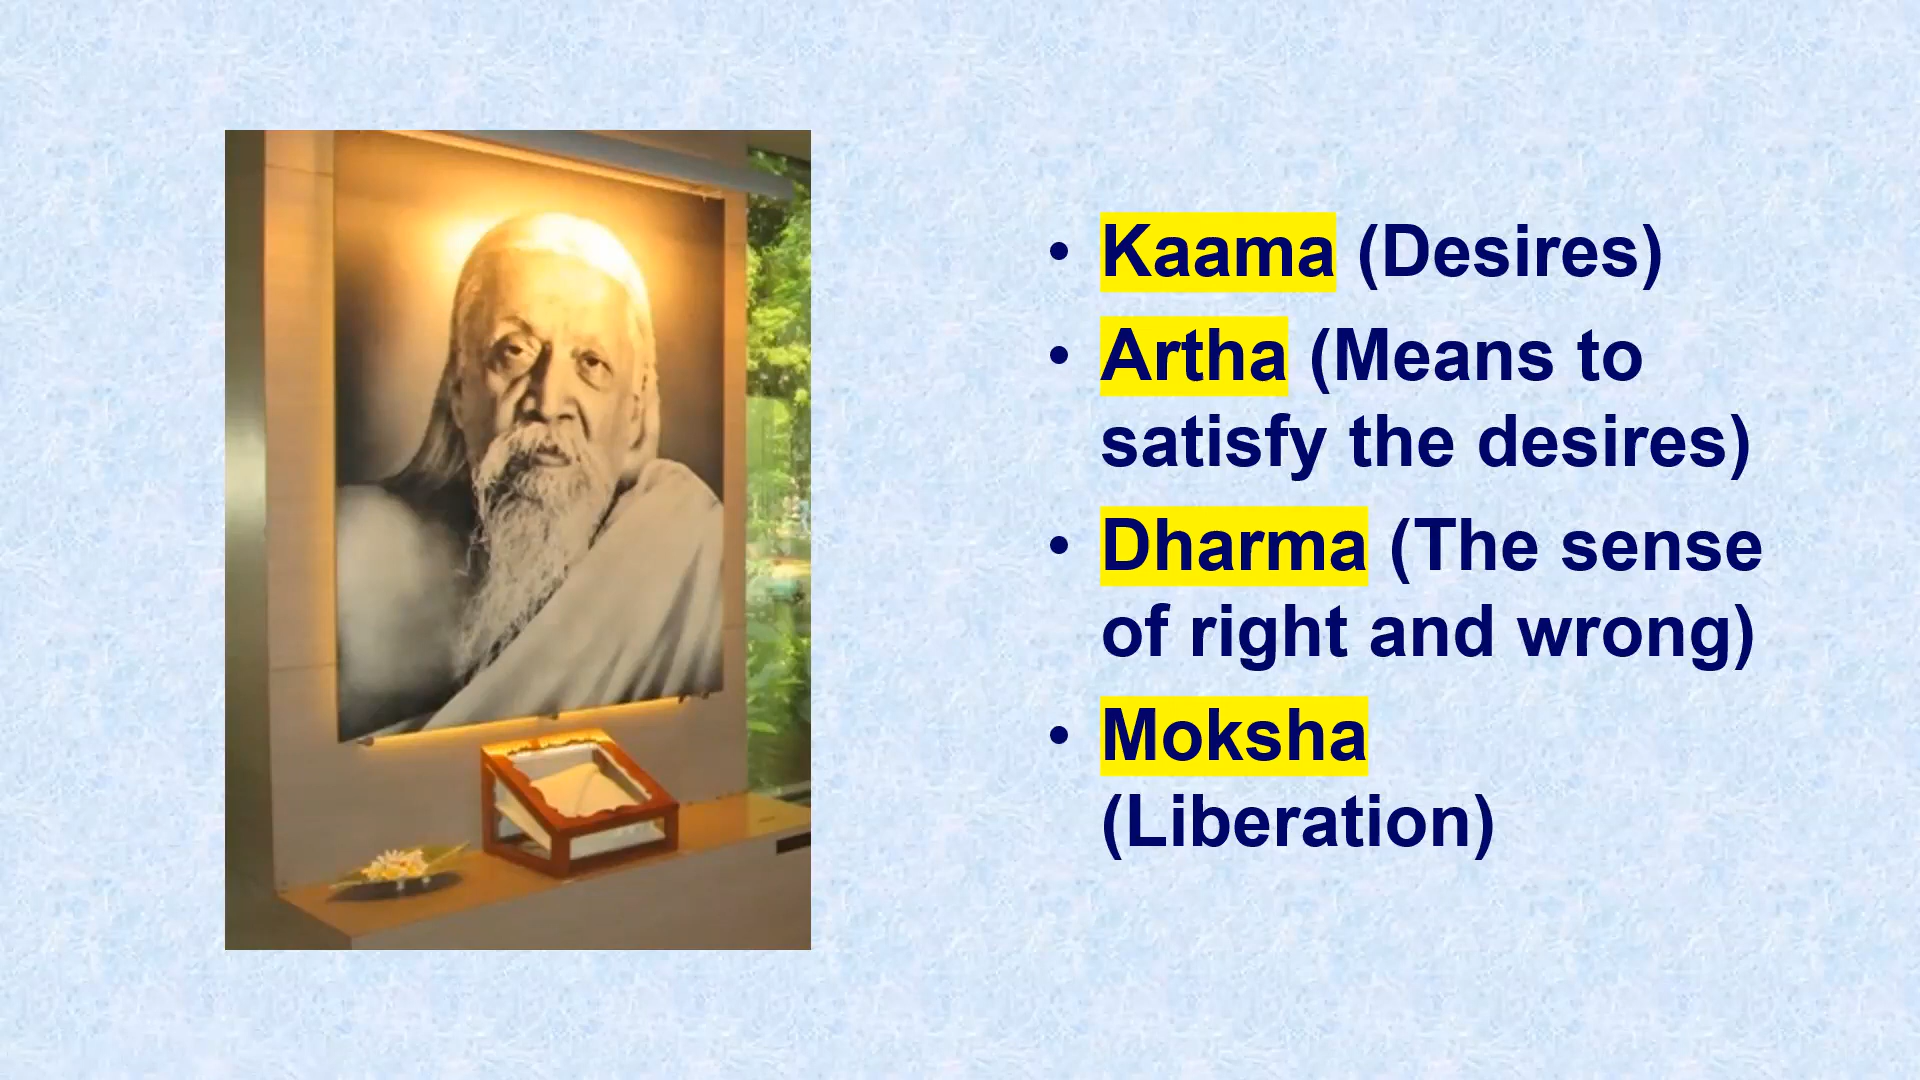 • Kaama (Desires)
• Artha (Means to
satisfy the desires)
• Dharma (The sense
of right and wrong)
• Moksha
(Liberation)